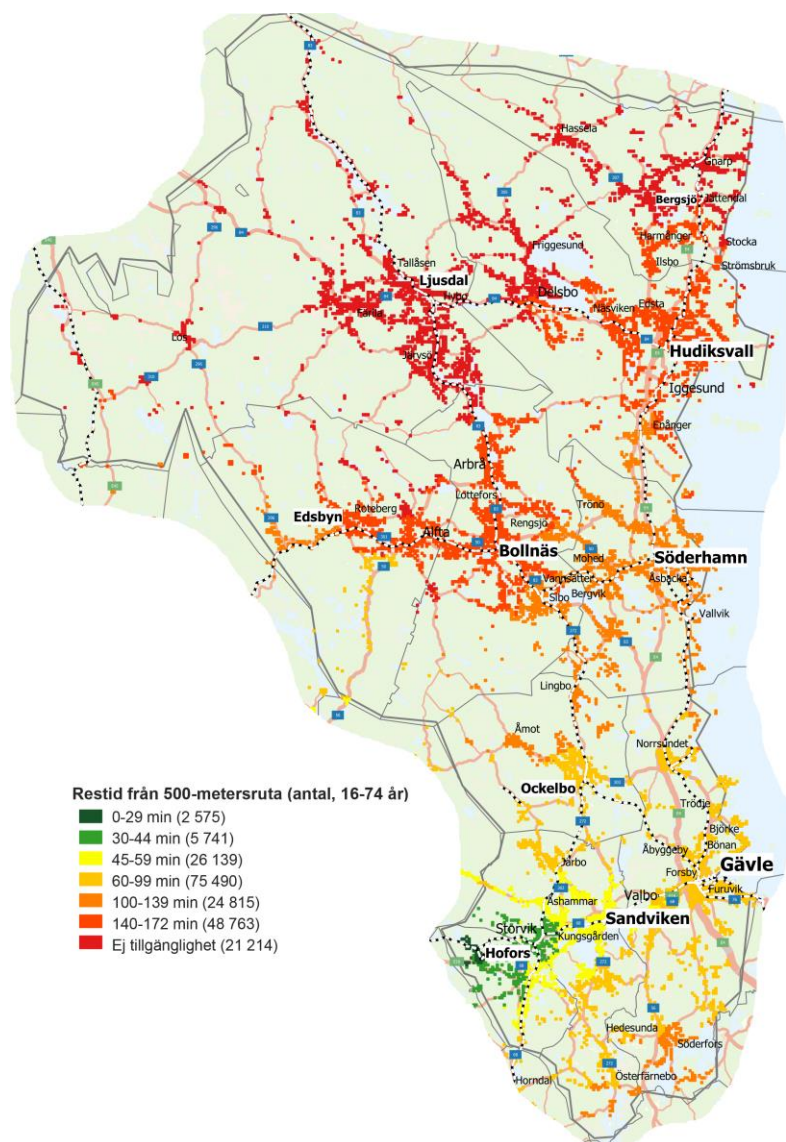 Hassela
Gnarp
Bergsjö
Jättendal
Harmånger
Stocka
Friggesund
Ilsbo
Strömsbruk
Tallåsen
Ljusdal
Hybo
Delsbo
Näsviken
Edsta
Färila
Los
Hudiksvall
Järvsö
Iggesund
Enånger
Arbrå
Lottefors
Trönö
Roteberg
Edsbyn
Rengsjö
Alfta
Bollnäs
Mohed
Söderhamn
Vannsätter
Åsbacka
Sibo
Bergvik
Vallvik
Lingbo
Åmot
Norrsundet
Ockelbo
Trödje
Björke
Åbyggeby
Bönan
Järbo
Gävle
Forsby
Valbo
Furuvik
Åshammar
Sandviken
Storvik
Kungsgården
Hofors
Hedesunda
Söderfors
Horndal
Österfärnebo
Restid från 500-metersruta (antal, 16-74 år)
0-29 min (2 575)
30-44 min (5 741)
45-59 min (26 139)
60-99 min (75 490)
100-139 min (24 815)
140-172 min (48 763)
Ej tillgänglighet (21 214)